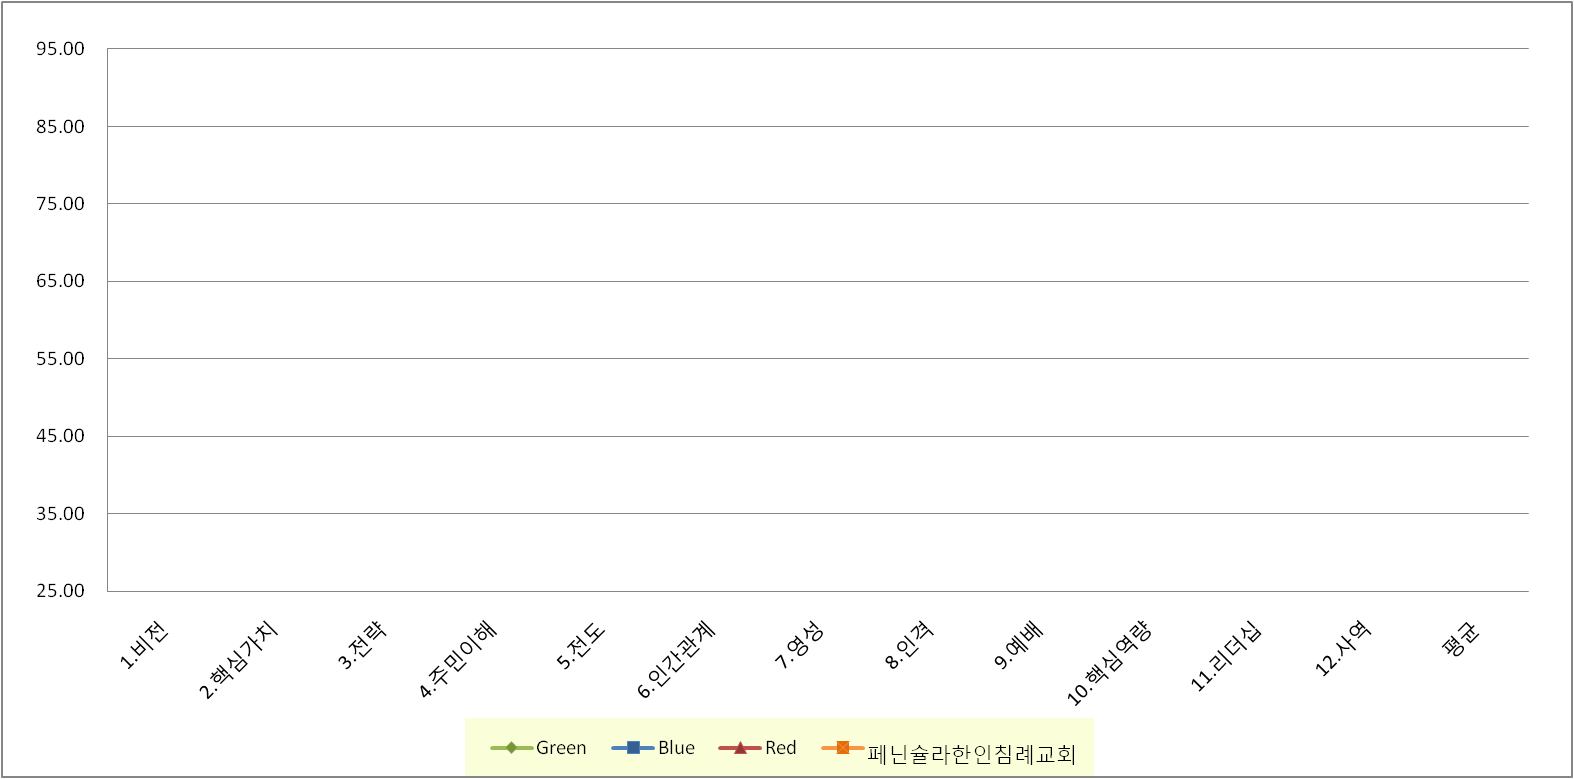 95.00
85.00
75.00
65.00
55.00
45.00
35.00
25.00
1.비전
2.핵심가치
3.전략
4.주민이해
5.전도
6.인간관계
7.영성
8.인격
9.예배
10.핵심역량
11.리더십
12.사역
평균
Green Blue Red 페닌슐라한인침례교회